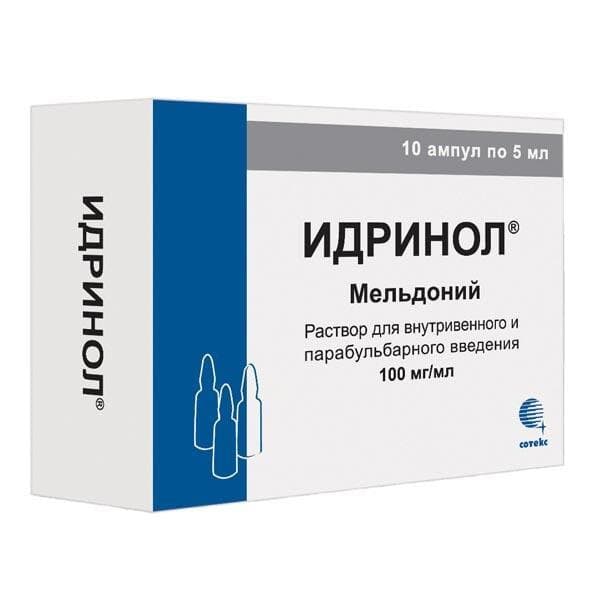 ИДРИНОЛ®
10 ампул по 5 мл
ИДРИНОЛ®
Мельдоний
Раствор для внутривенного и
парабульбарного введения
100 мг/мл
сотекс